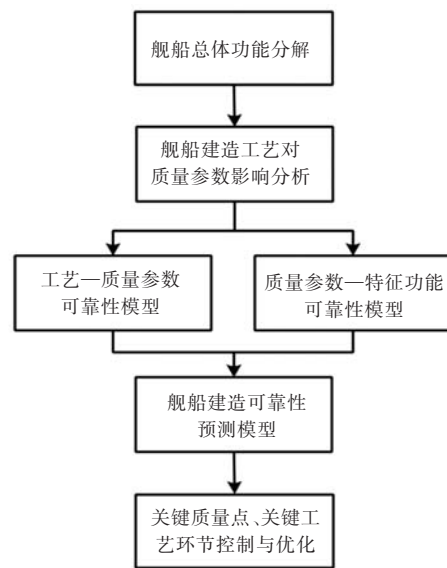 舰船总体功能分解
舰船建造工艺对
质量参数影响分析
工艺—质量参数
可靠性模型
质量参数—特征功能
可靠性模型
舰船建造可靠性
预测模型
关键质量点、关键工
艺环节控制与优化